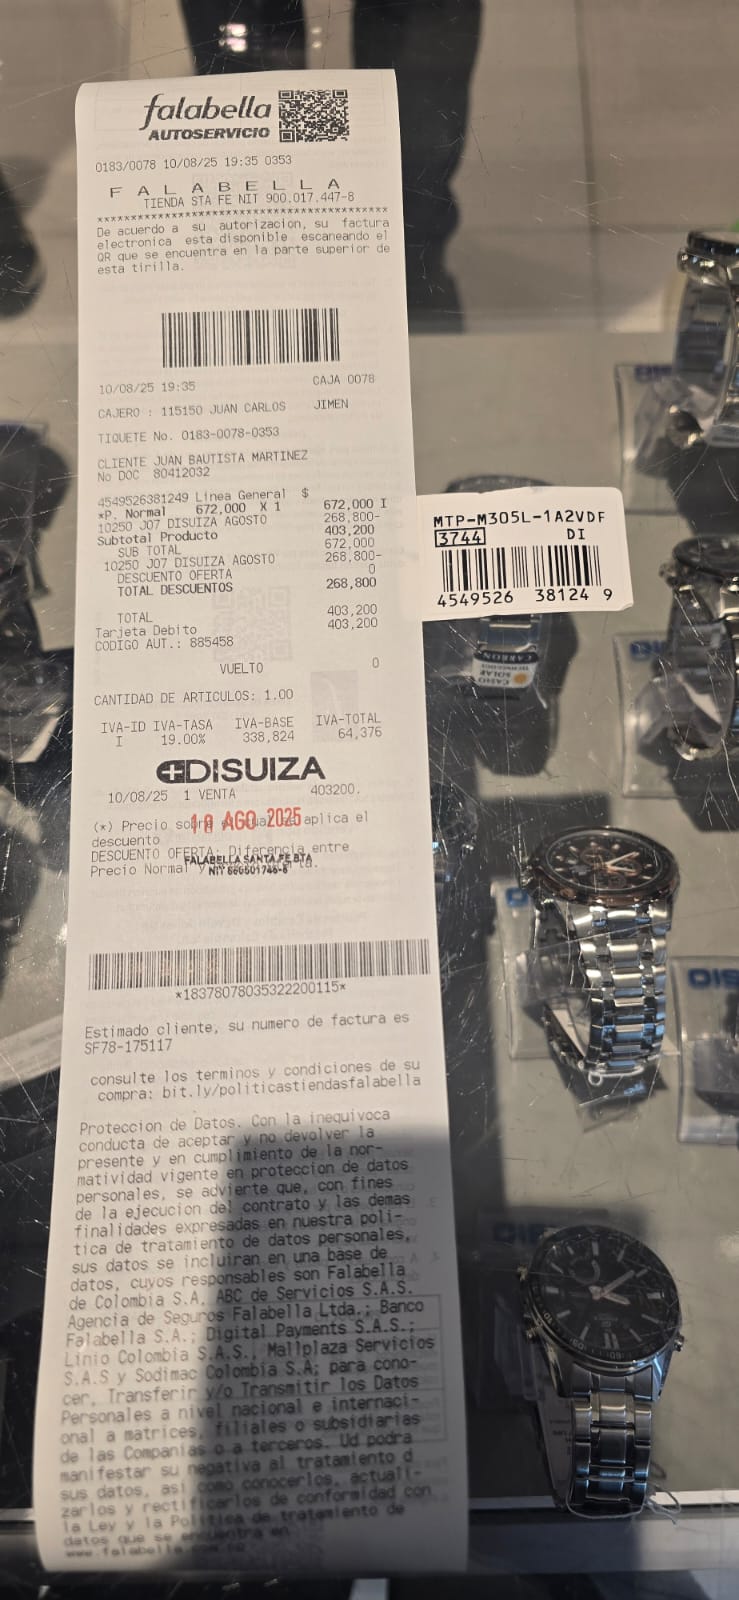 falabella
AUTOSERVICIO
0183/0078 10/08/25 19:35 0353
F A L A B E L L A
TIENDA STA FE NIT 900.017.447-8
****************************************************
De acuerdo a su autorizacion, su factura
electronica esta disponible escaneando el
QR que se encuentra en la parte superior de
esta tirilla.
10/08/25 19:35 CAJA 0078
CAJERO : 115150 JUAN CARLOS JIMEN
TIQUETE No. 0183-0078-0353
CLIENTE JUAN BAUTISTA MARTINEZ
No DOC 80412032
4549526381249 Linea General $
*P. Normal 672,000 X 1 672,000 I
10250 J07 DISUIZA AGOSTO 268,800-
Subtotal Producto 403,200
SUB TOTAL 672,000
10250 J07 DISUIZA AGOSTO 268,800-
DESCUENTO OFERTA 0
TOTAL DESCUENTOS 268,800
TOTAL 403,200
Tarjeta Debito 403,200
CODIGO AUT.: 885458
VUELTO 0
CANTIDAD DE ARTICULOS: 1.00
IVA-ID IVA-TASA IVA-BASE IVA-TOTAL
I 19.00% 338,824 64,376
DISUIZA
10/08/25 1 VENTA 403200.
(*) Precio aplica el
AGO 2025
descuento
DESCUENTO OFERTA: Diferencia entre
FALABELLA SANTA FE BTA
Precio Normal y
*18378078035322200115*
Estimado cliente, su numero de factura es
SF78-175117
consulte los terminos y condiciones de su
compra: bit.ly/politicastiendasfalabella
Proteccion de Datos. Con la inequivoca
conducta de aceptar y no devolver la
presente y en cumplimiento de la nor-
matividad vigente en proteccion de datos
personales, se advierte que, con fines
de la ejecucion del contrato y las demas
finalidades expresadas en nuestra poli-
tica de tratamiento de datos personales,
sus datos se incluiran en una base de
datos, cuyos responsables son Falabella
de Colombia S.A, ABC de Servicios S.A.S.
Agencia de Seguros Falabella Ltda.; Banco
Falabella S.A.; Digital Payments S.A.S.;
Linio Colombia S.A.S., Mallplaza Servicios
S.A.S y Sodimac Colombia S.A; para cono-
cer, Transferir y/o Transmitir los Datos
Personales a nivel nacional e internaci-
onal a matrices, filiales o subsidiarias
de las Companias o a terceros. Ud podra
manifestar su negativa al tratamiento d
sus datos, asi como conocerlos, actuali-
zarlos y rectificarlos de conformidad con
la Ley y la Politica de tratamiento de
datos que se encuentra en
www.falabella.com.co
MTP-M305L-1A2VDF
3744 DI
4549526 38124 9
CARBON
SOLAR
CASIO